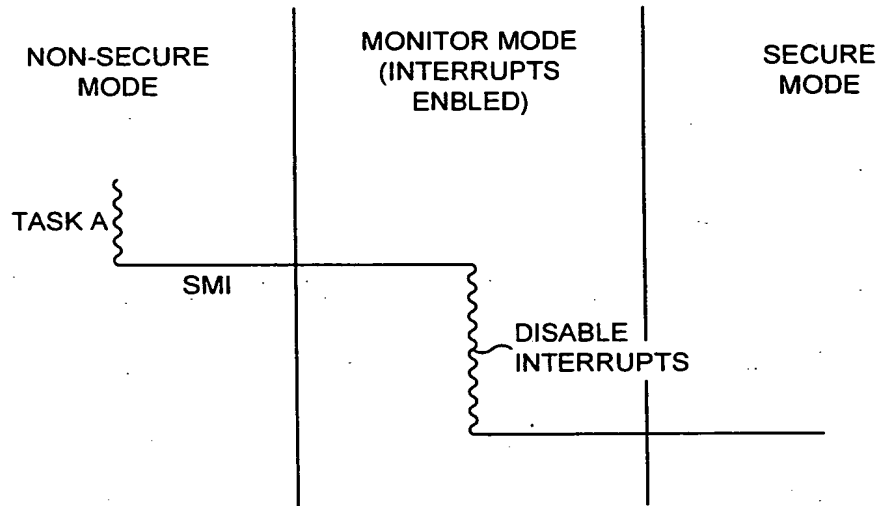 NON-SECURE
MODE
MONITOR MODE
(INTERRUPTS
ENBLED)
SECURE
MODE
TASK A
SMI
DISABLE
INTERRUPTS